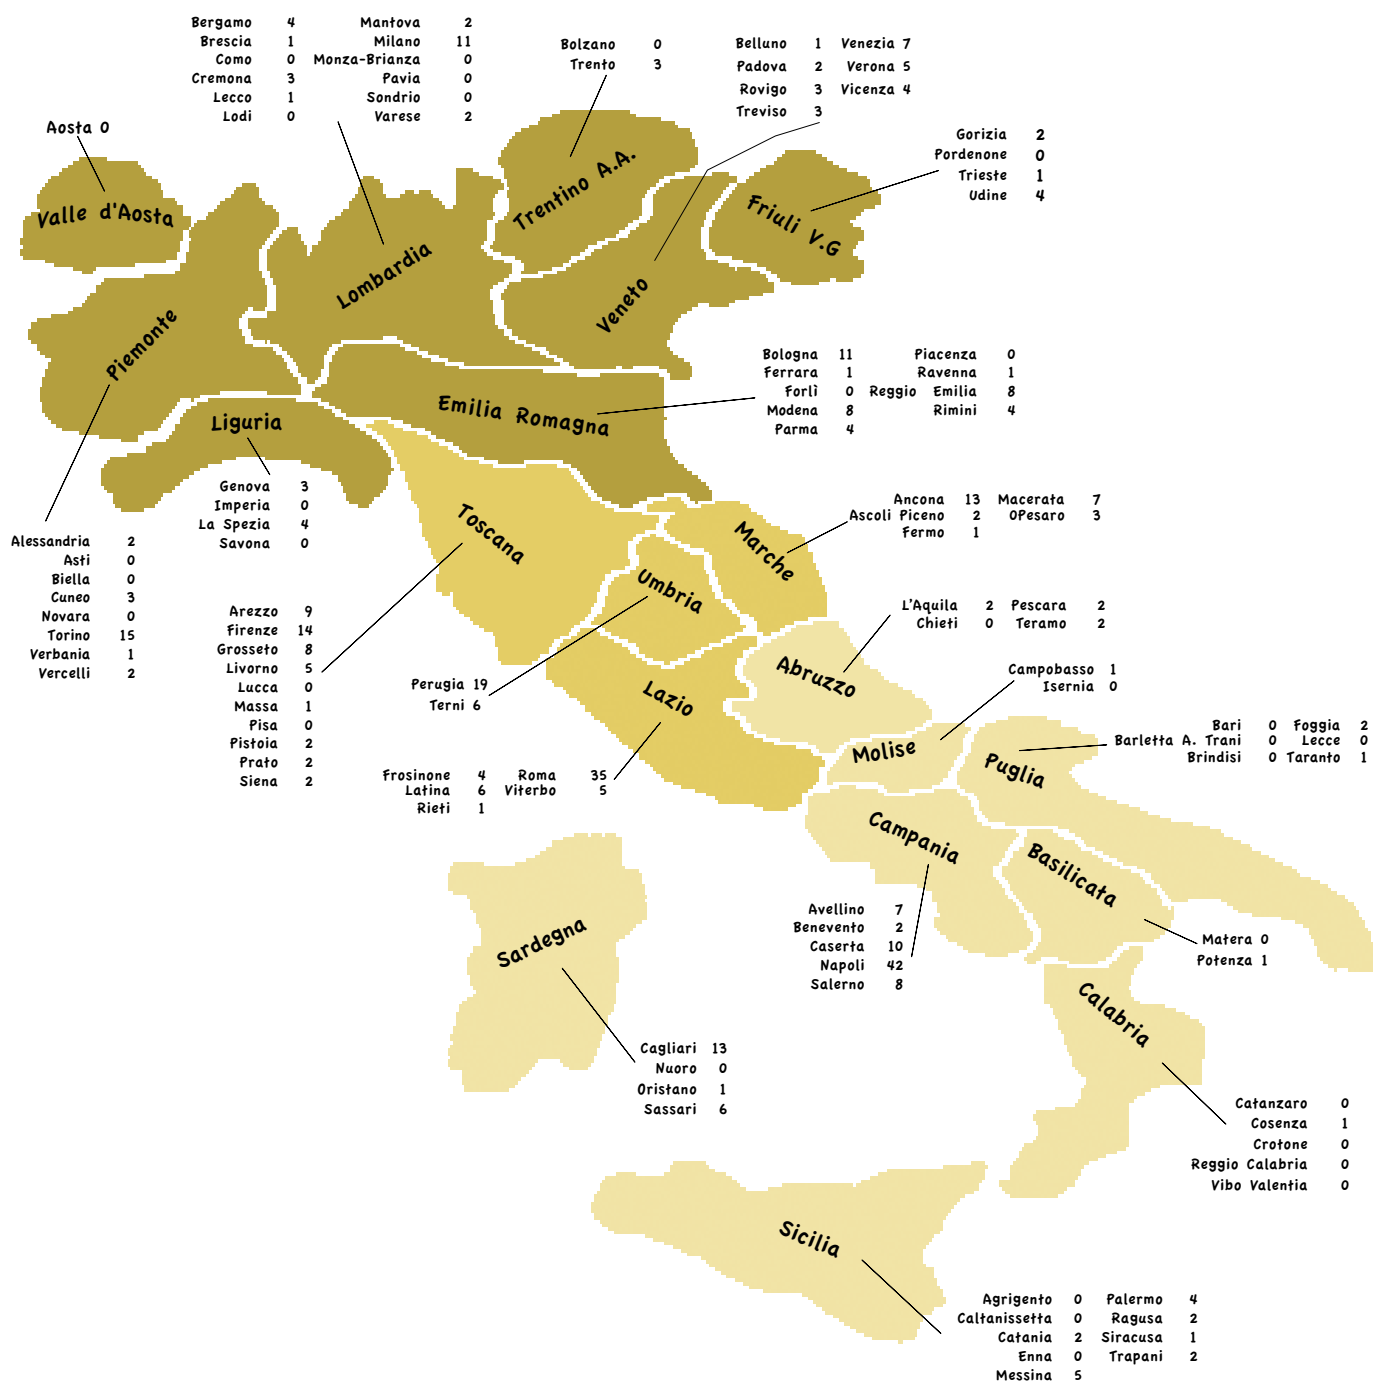 Bergamo 4 Mantova 2
Brescia 1 Milano 11
Como 0 Monza-Brianza 0
Cremona 3 Pavia 0
Lecco 1 Sondrio 0
Lodi 0 Varese 2
Bolzano 0
Trento 3
Belluno 1 Venezia 7
Padova 2 Verona 5
Rovigo 3 Vicenza 4
Treviso 3
Aosta 0
Gorizia 2
Pordenone 0
Trieste 1
Udine 4
Valle d'Aosta
Trentino A.A.
Friuli V.G
Lombardia
Veneto
Piemonte
Bologna 11 Piacenza 0
Ferrara 1 Ravenna 1
Forlì 0 Reggio Emilia 8
Modena 8 Rimini 4
Parma 4
Emilia Romagna
Liguria
Genova 3
Imperia 0
La Spezia 4
Savona 0
Ancona 13 Macerata 7
Ascoli Piceno 2 OPesaro 3
Fermo 1
Toscana
Marche
Umbria
Alessandria 2
Asti 0
Biella 0
Cuneo 3
Novara 0
Torino 15
Verbania 1
Vercelli 2
Arezzo 9
Firenze 14
Grosseto 8
Livorno 5
Lucca 0
Massa 1
Pisa 0
Pistoia 2
Prato 2
Siena 2
L'Aquila 2 Pescara 2
Chieti 0 Teramo 2
Perugia 19
Terni 6
Lazio
Abruzzo
Campobasso 1
Isernia 0
Molise
Puglia
Bari 0 Foggia 2
Barletta A. Trani 0 Lecce 0
Brindisi 0 Taranto 1
Frosinone 4 Roma 35
Latina 6 Viterbo 5
Rieti 1
Campania
Basilicata
Avellino 7
Benevento 2
Caserta 10
Napoli 42
Salerno 8
Matera 0
Potenza 1
Sardegna
Calabria
Cagliari 13
Nuoro 0
Oristano 1
Sassari 6
Catanzaro 0
Cosenza 1
Crotone 0
Reggio Calabria 0
Vibo Valentia 0
Sicilia
Agrigento 0 Palermo 4
Caltanissetta 0 Ragusa 2
Catania 2 Siracusa 1
Enna 0 Trapani 2
Messina 5